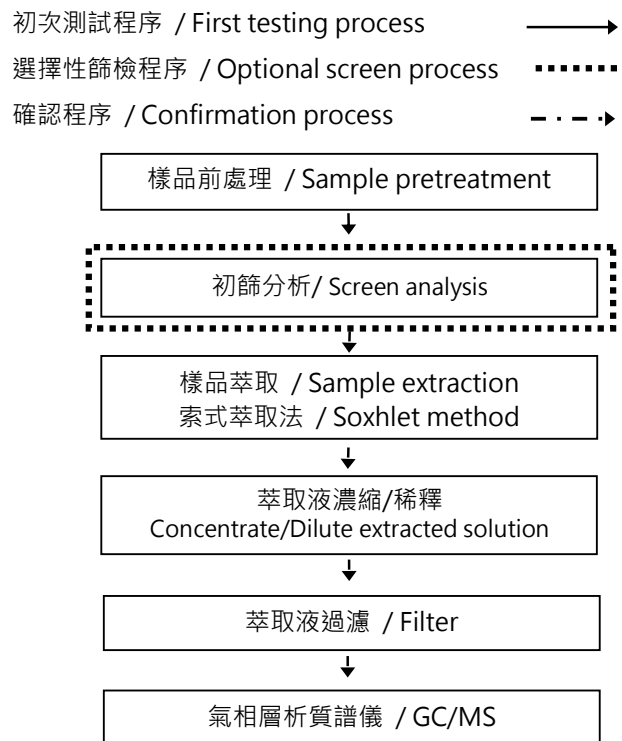 初次測試程序 / First testing process
選擇性篩檢程序 / Optional screen process
確認程序 / Confirmation process
樣品前處理 / Sample pretreatment
初篩分析/ Screen analysis
樣品萃取 / Sample extraction
索式萃取法 / Soxhlet method
萃取液濃縮/稀釋
Concentrate/Dilute extracted solution
萃取液過濾 / Filter
氣相層析質譜儀 / GC/MS